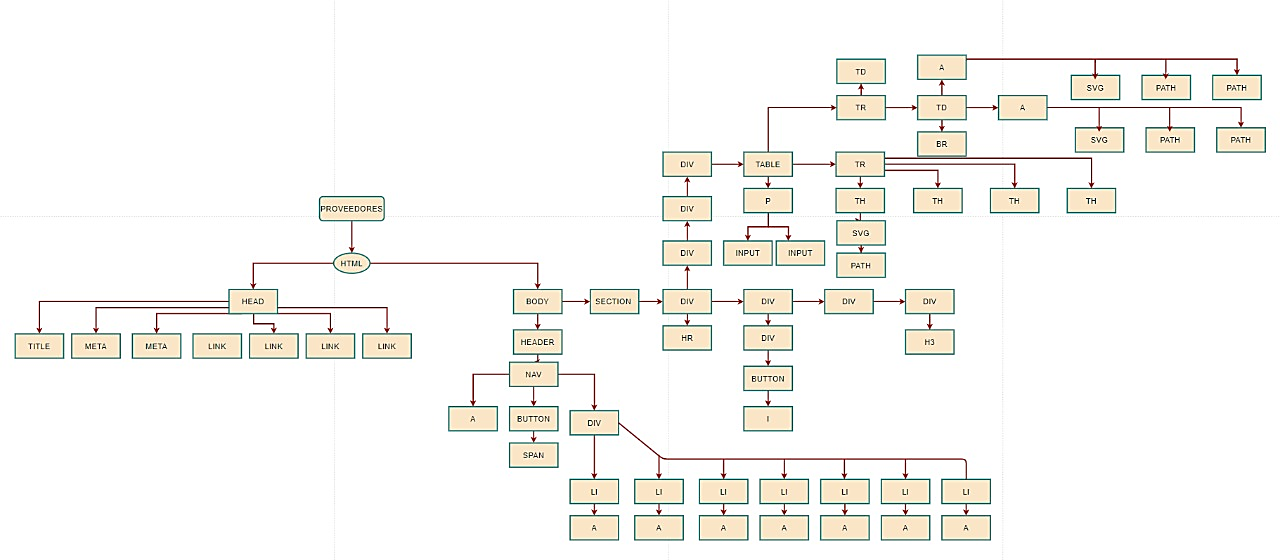 A
TD
SVG
PATH
PATH
TR
TD
A
SVG
PATH
PATH
BR
DIV
TABLE
TR
DIV
P
TH
TH
TH
TH
PROVEEDORES
SVG
DIV
INPUT
INPUT
PATH
HTML
HEAD
BODY
SECTION
DIV
DIV
DIV
DIV
TITLE
META
META
LINK
LINK
LINK
LINK
HEADER
HR
DIV
H3
NAV
BUTTON
A
BUTTON
DIV
I
SPAN
LI
LI
LI
LI
LI
LI
LI
A
A
A
A
A
A
A